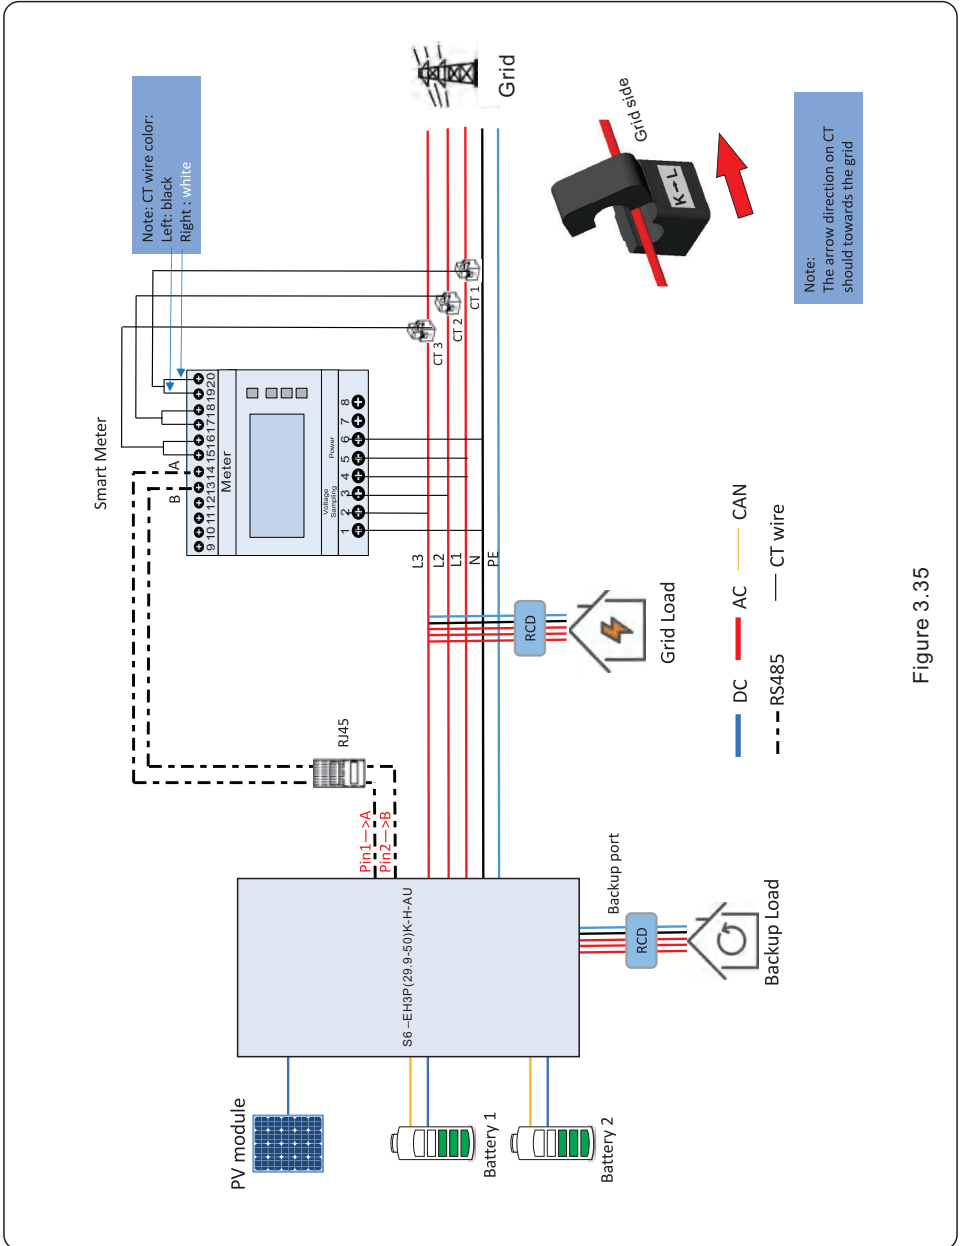 Smart Meter
Note: CT wire color:
Left: black
Right : white
B
A
9 10 11 12 13 14 15 16 17 18 19 20
Meter
Voltage
Sampling
Power
1 2 3 4 5 6 7 8
CT 3
CT 2
CT 1
Grid
L3
L2
L1
N
PE
RJ45
Pin1—>A
Pin2—>B
PV module
S6 –EH3P(29.9-50)K-H-AU
Battery 1
Battery 2
Backup port
RCD
Backup Load
RCD
Grid Load
Grid side
K→L
Note:
The arrow direction on CT
should towards the grid
DC
AC
CAN
RS485
CT wire
Figure 3.35